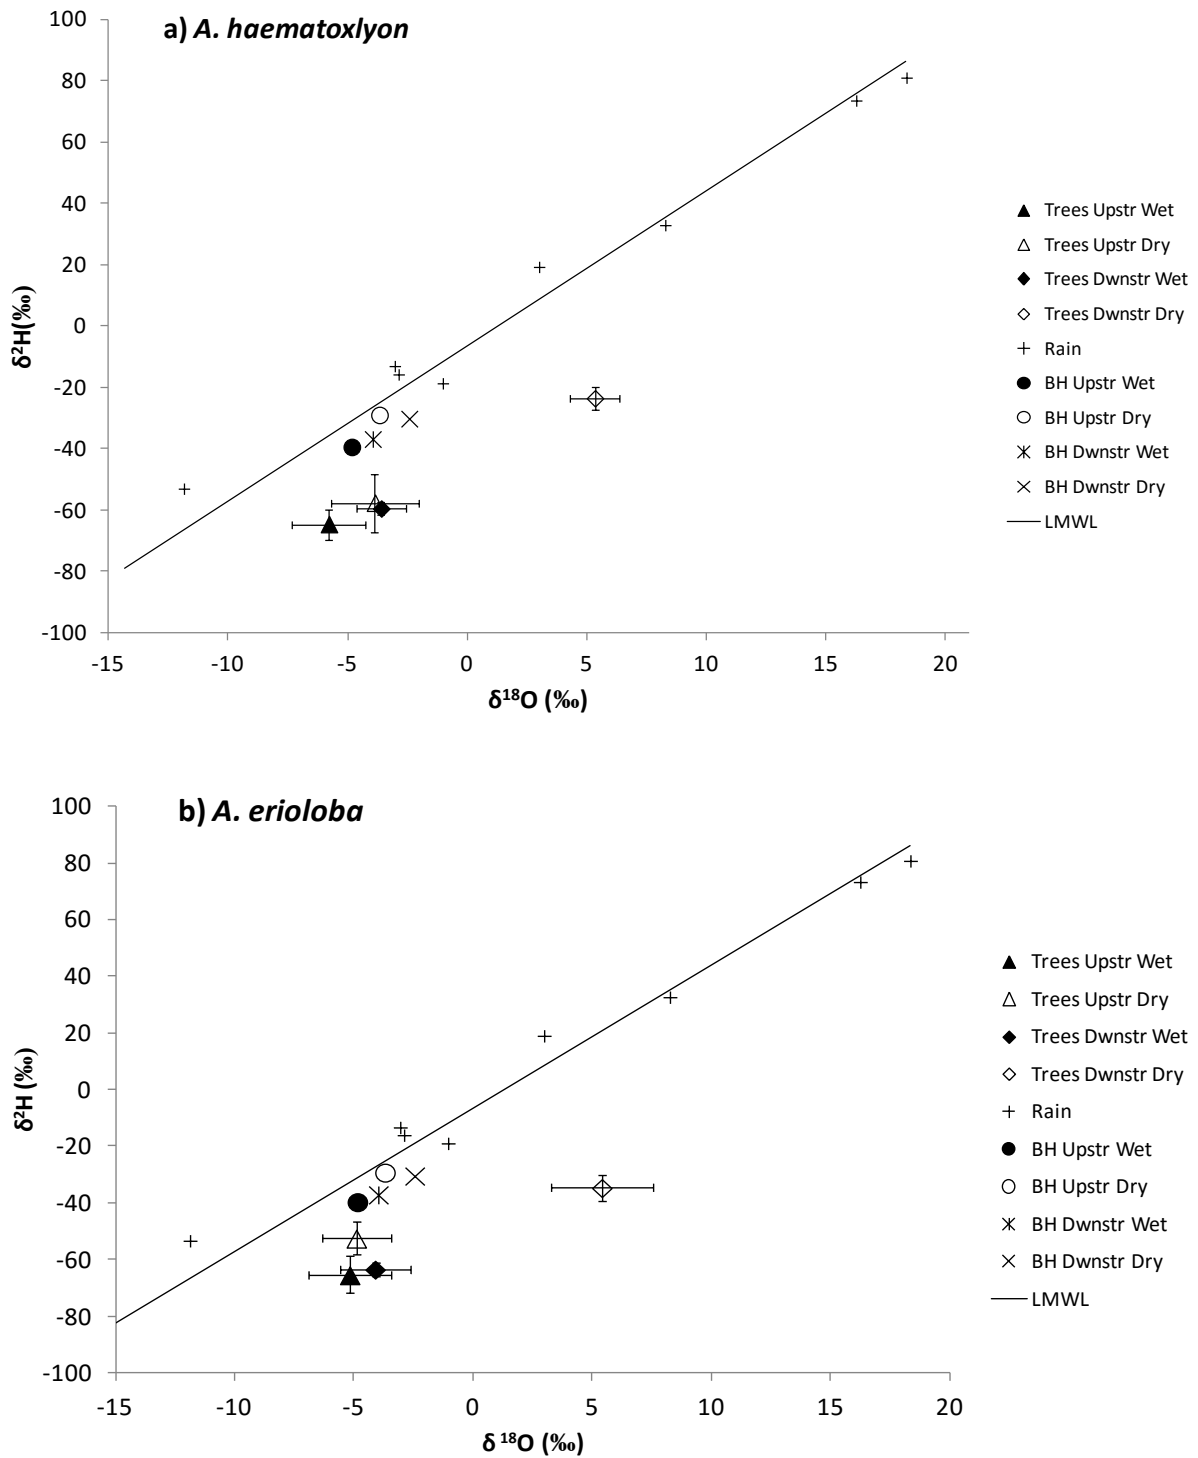 a) A. haematoxlyon
100
80
60
40
20
0
-20
-40
-60
-80
-100
δ²H(‰)
-15 -10 -5 0 5 10 15 20
δ¹⁸O (‰)
Trees Upstr Wet
Trees Upstr Dry
Trees Dwnstr Wet
Trees Dwnstr Dry
Rain
BH Upstr Wet
BH Upstr Dry
BH Dwnstr Wet
BH Dwnstr Dry
LMWL
b) A. erioloba
100
80
60
40
20
0
-20
-40
-60
-80
-100
δ²H (‰)
-15 -10 -5 0 5 10 15 20
δ ¹⁸O (‰)
Trees Upstr Wet
Trees Upstr Dry
Trees Dwnstr Wet
Trees Dwnstr Dry
Rain
BH Upstr Wet
BH Upstr Dry
BH Dwnstr Wet
BH Dwnstr Dry
LMWL